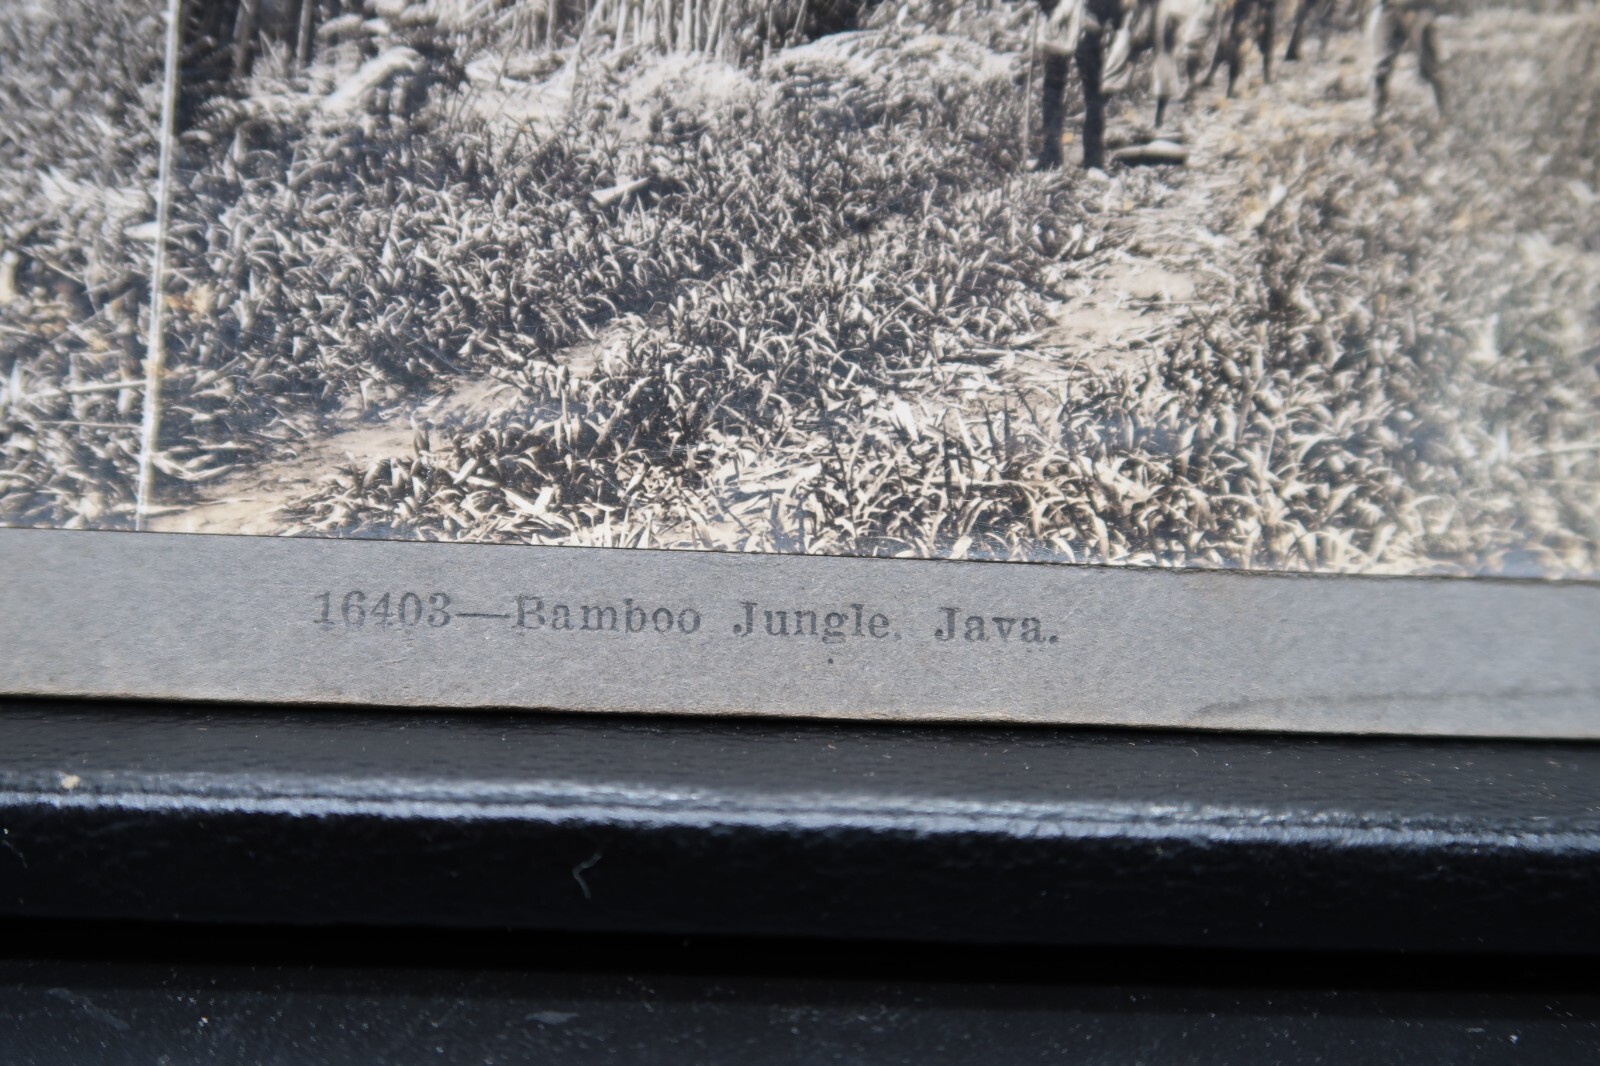 16403—Bamboo Jungle, Java.